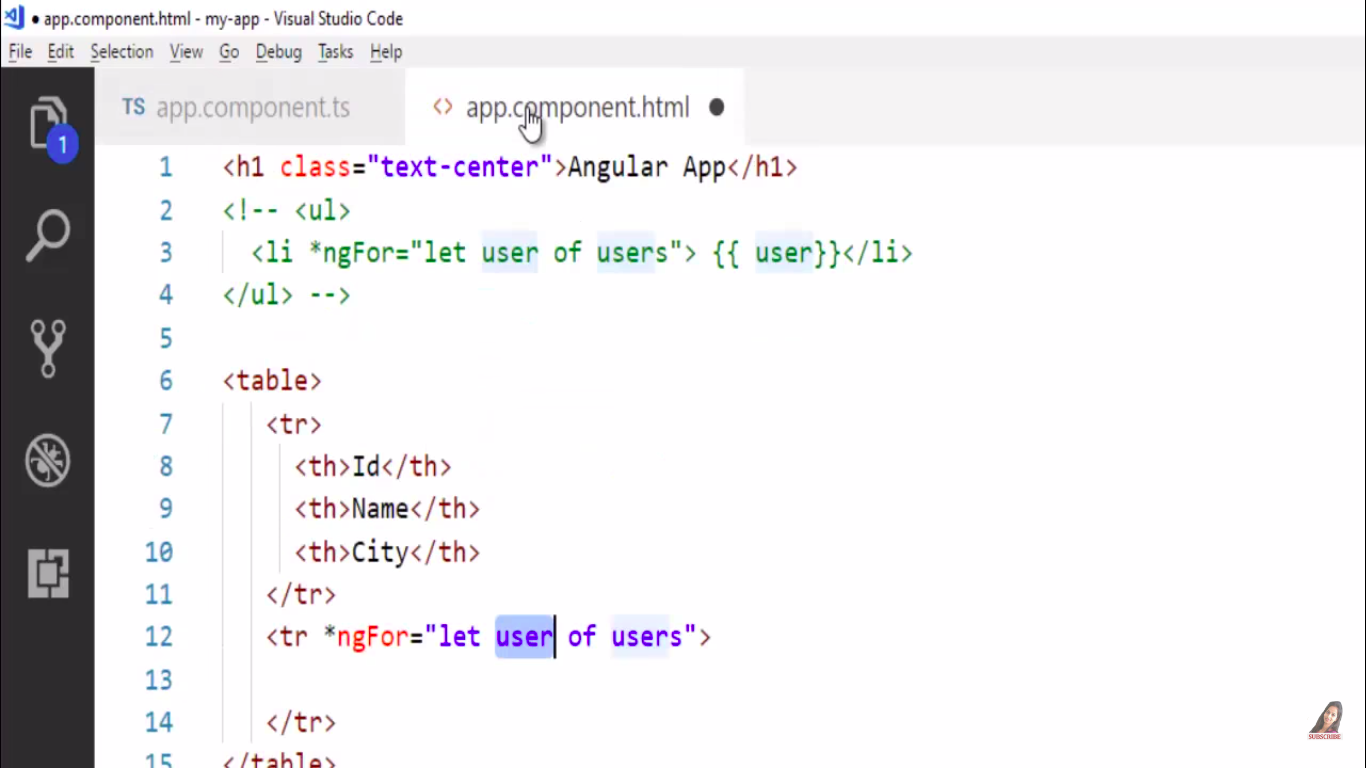 app.component.html - my-app - Visual Studio Code
File Edit Selection View Go Debug Tasks Help
TS app.component.ts <> app.component.html
1
1 <h1 class="text-center">Angular App</h1>
2 <!-- <ul>
3 <li *ngFor="let user of users"> {{ user}}</li>
4 </ul> -->
5
6 <table>
7 <tr>
8 <th>Id</th>
9 <th>Name</th>
10 <th>City</th>
11 </tr>
12 <tr *ngFor="let user of users">
13
14 </tr>
15 </table>
SUBSCRIBE